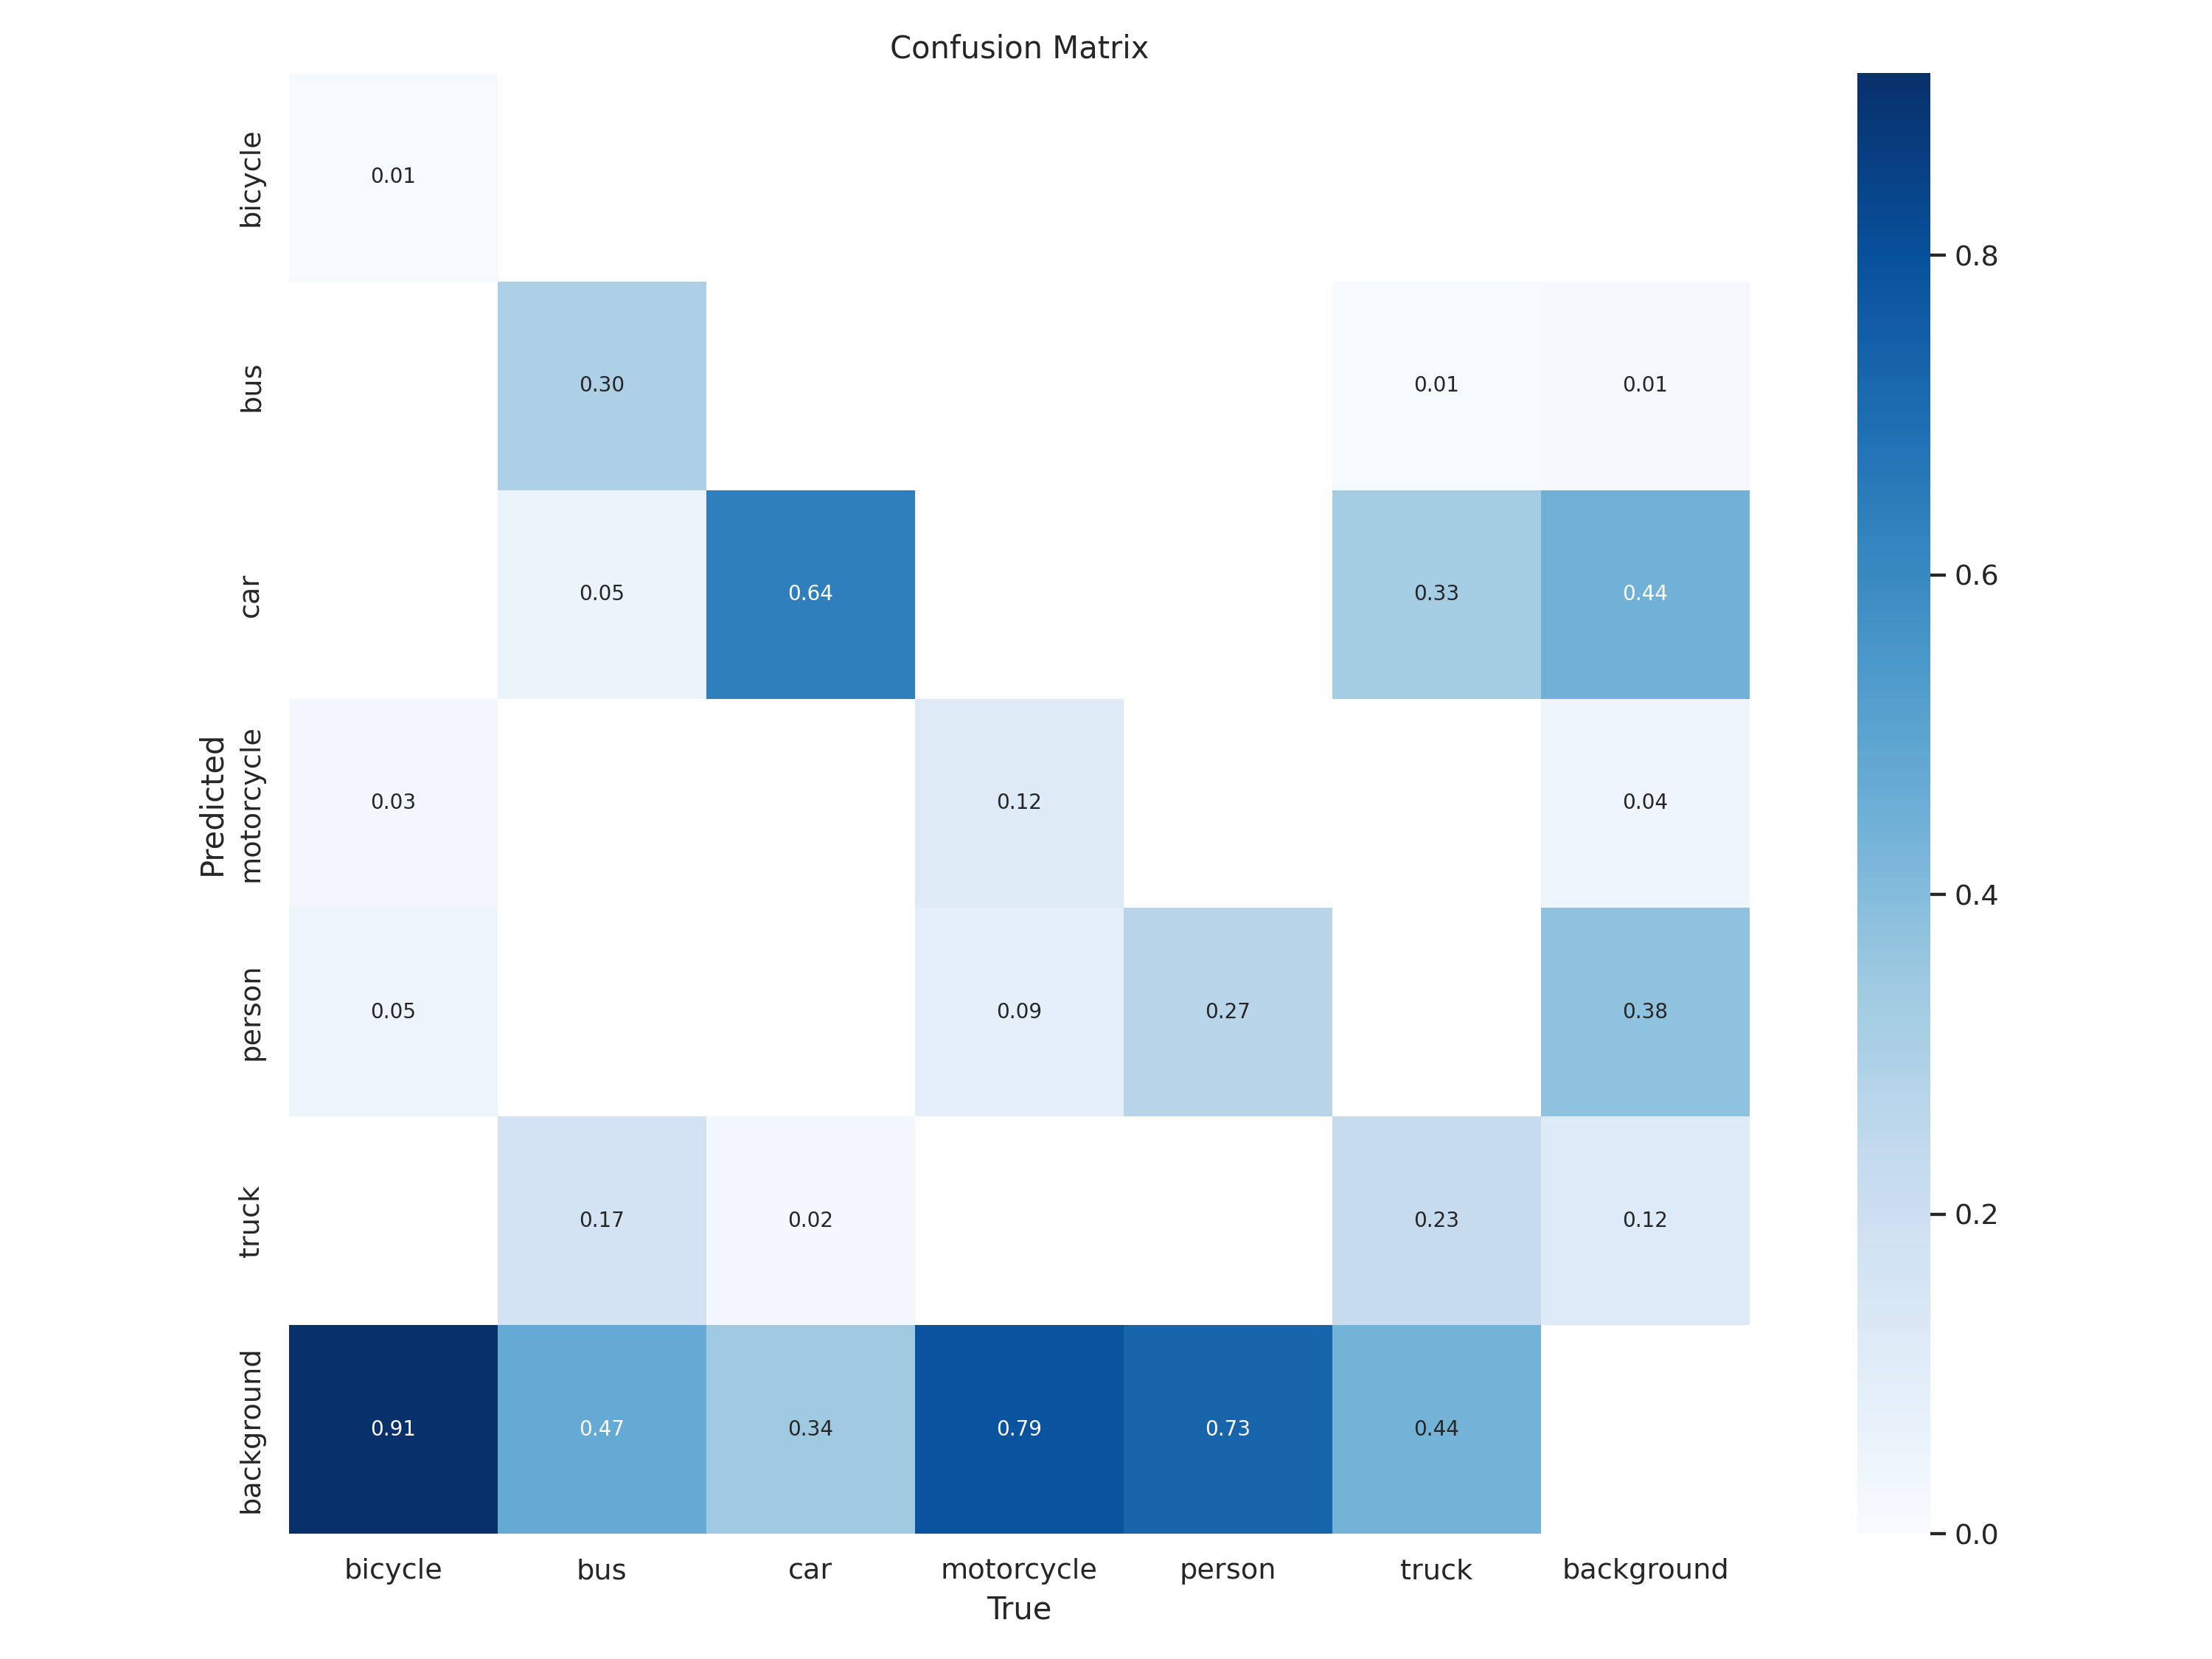 Confusion Matrix
bicycle 0.01
bus 0.30 0.01 0.01
car 0.05 0.64 0.33 0.44
motorcycle 0.03 0.12 0.04
person 0.05 0.09 0.27 0.38
truck 0.17 0.02 0.23 0.12
background 0.91 0.47 0.34 0.79 0.73 0.44
Predicted
bicycle bus car motorcycle person truck background
True
0.8
0.6
0.4
0.2
0.0